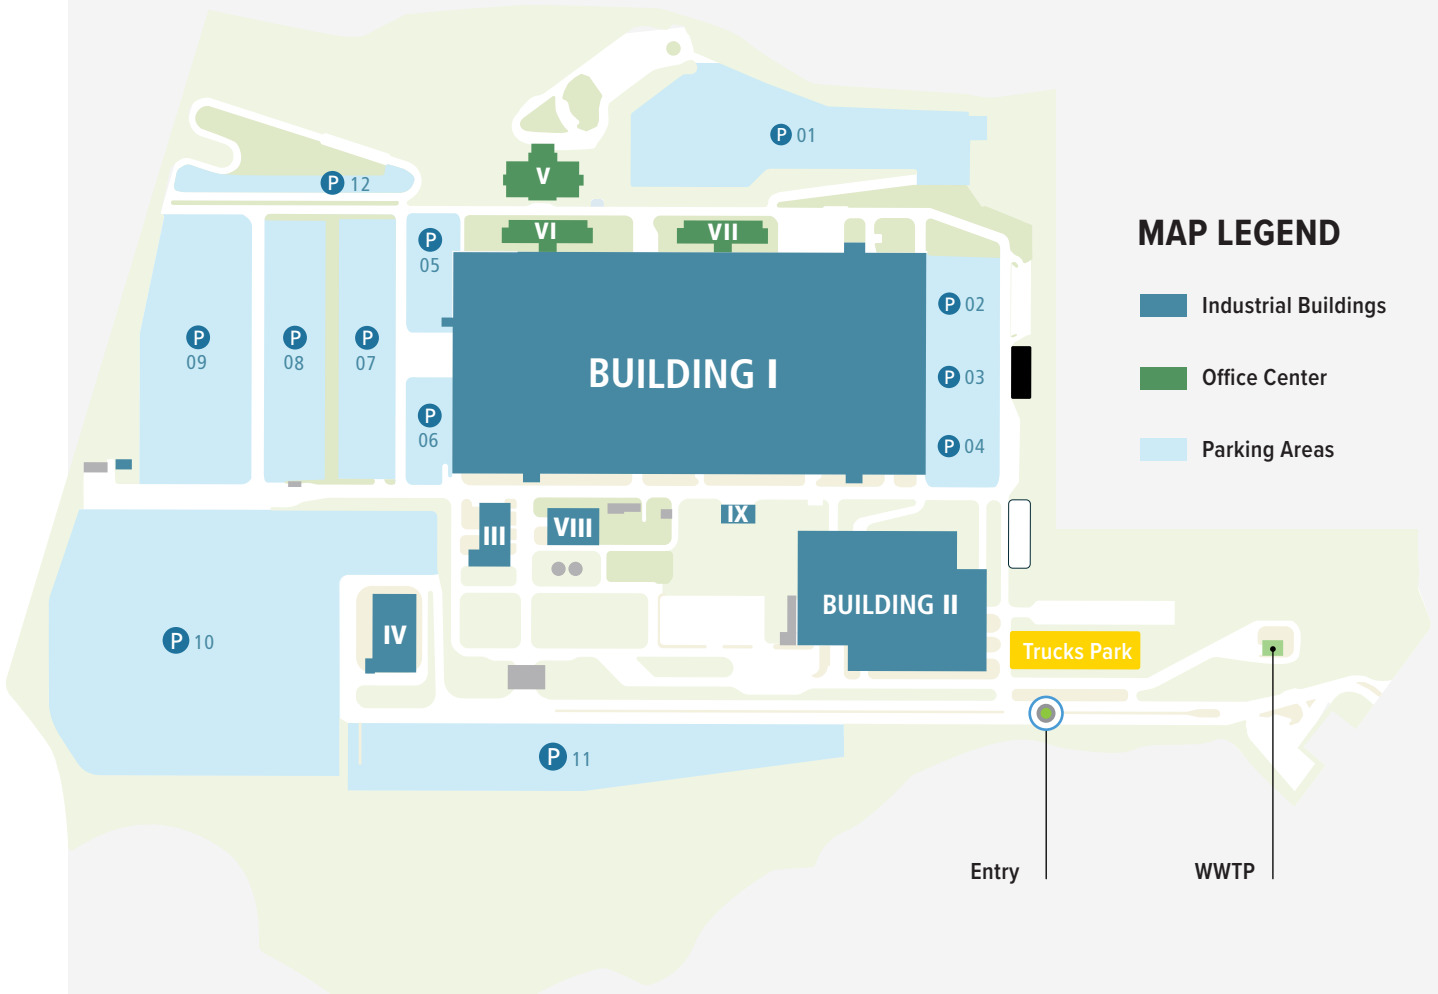 P 01
P 12
V
VI
VII
P
05
P 02
P
09
P
08
P
07
BUILDING I
P 03
P
06
P 04
MAP LEGEND
Industrial Buildings
Office Center
Parking Areas
III
VIII
IX
BUILDING II
IV
P 10
Trucks Park
P 11
Entry
WWTP